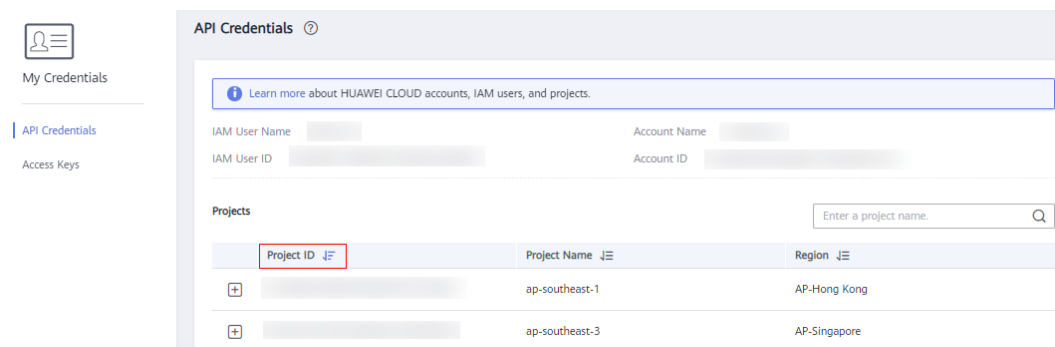 API Credentials ?
My Credentials
API Credentials
Access Keys
Learn more about HUAWEI CLOUD accounts, IAM users, and projects.
IAM User Name Account Name
IAM User ID Account ID
Projects
Enter a project name.
Project ID Project Name Region
ap-southeast-1 AP-Hong Kong
ap-southeast-3 AP-Singapore